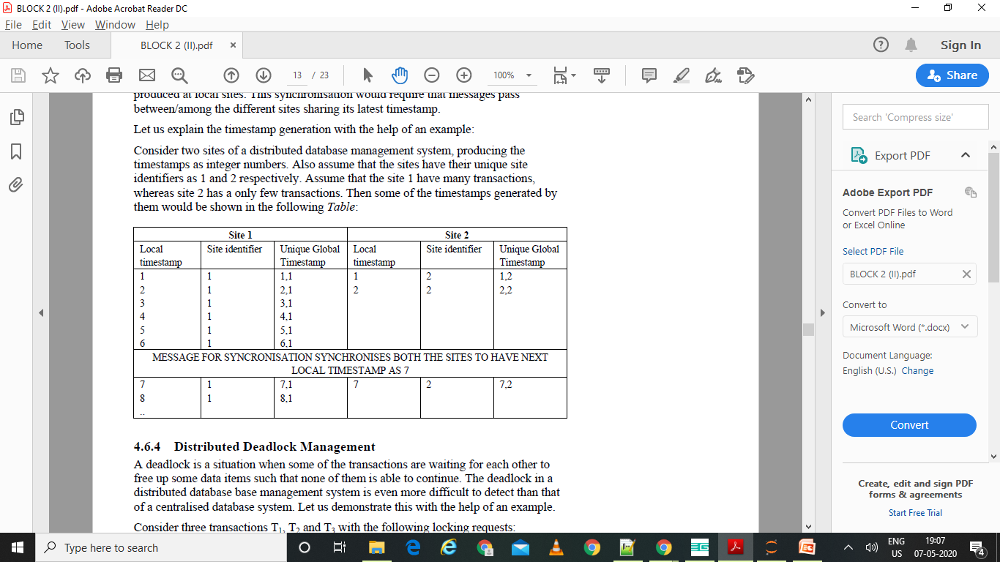 BLOCK 2 (II).pdf - Adobe Acrobat Reader DC
File Edit View Window Help
Home Tools BLOCK 2 (II).pdf × Sign In
13 / 23 100% Share
produced at local sites. This synchronisation would require that messages pass
between/among the different sites sharing its latest timestamp.
Let us explain the timestamp generation with the help of an example:
Consider two sites of a distributed database management system, producing the
timestamps as integer numbers. Also assume that the sites have their unique site
identifiers as 1 and 2 respectively. Assume that the site 1 have many transactions,
whereas site 2 has a only few transactions. Then some of the timestamps generated by
them would be shown in the following Table:
Site 1 Site 2
Local Site identifier Unique Global Local Site identifier Unique Global
timestamp Timestamp timestamp Timestamp
1 1 1,1 1 2 1,2
2 1 2,1 2 2 2,2
3 1 3,1
4 1 4,1
5 1 5,1
6 1 6,1
MESSAGE FOR SYNCRONISATION SYNCHRONISES BOTH THE SITES TO HAVE NEXT
LOCAL TIMESTAMP AS 7
7 1 7,1 7 2 7,2
8 1 8,1
..
4.6.4 Distributed Deadlock Management
A deadlock is a situation when some of the transactions are waiting for each other to
free up some data items such that none of them is able to continue. The deadlock in a
distributed database base management system is even more difficult to detect than that
of a centralised database system. Let us demonstrate this with the help of an example.
Consider three transactions T1, T2 and T3 with the following locking requests:
Search 'Compress size'
Export PDF
Adobe Export PDF
Convert PDF Files to Word
or Excel Online
Select PDF File
BLOCK 2 (II).pdf
Convert to
Microsoft Word (*.docx)
Document Language:
English (U.S.) Change
Convert
Create, edit and sign PDF
forms & agreements
Start Free Trial
Type here to search
ENG 19:07
US 07-05-2020 4